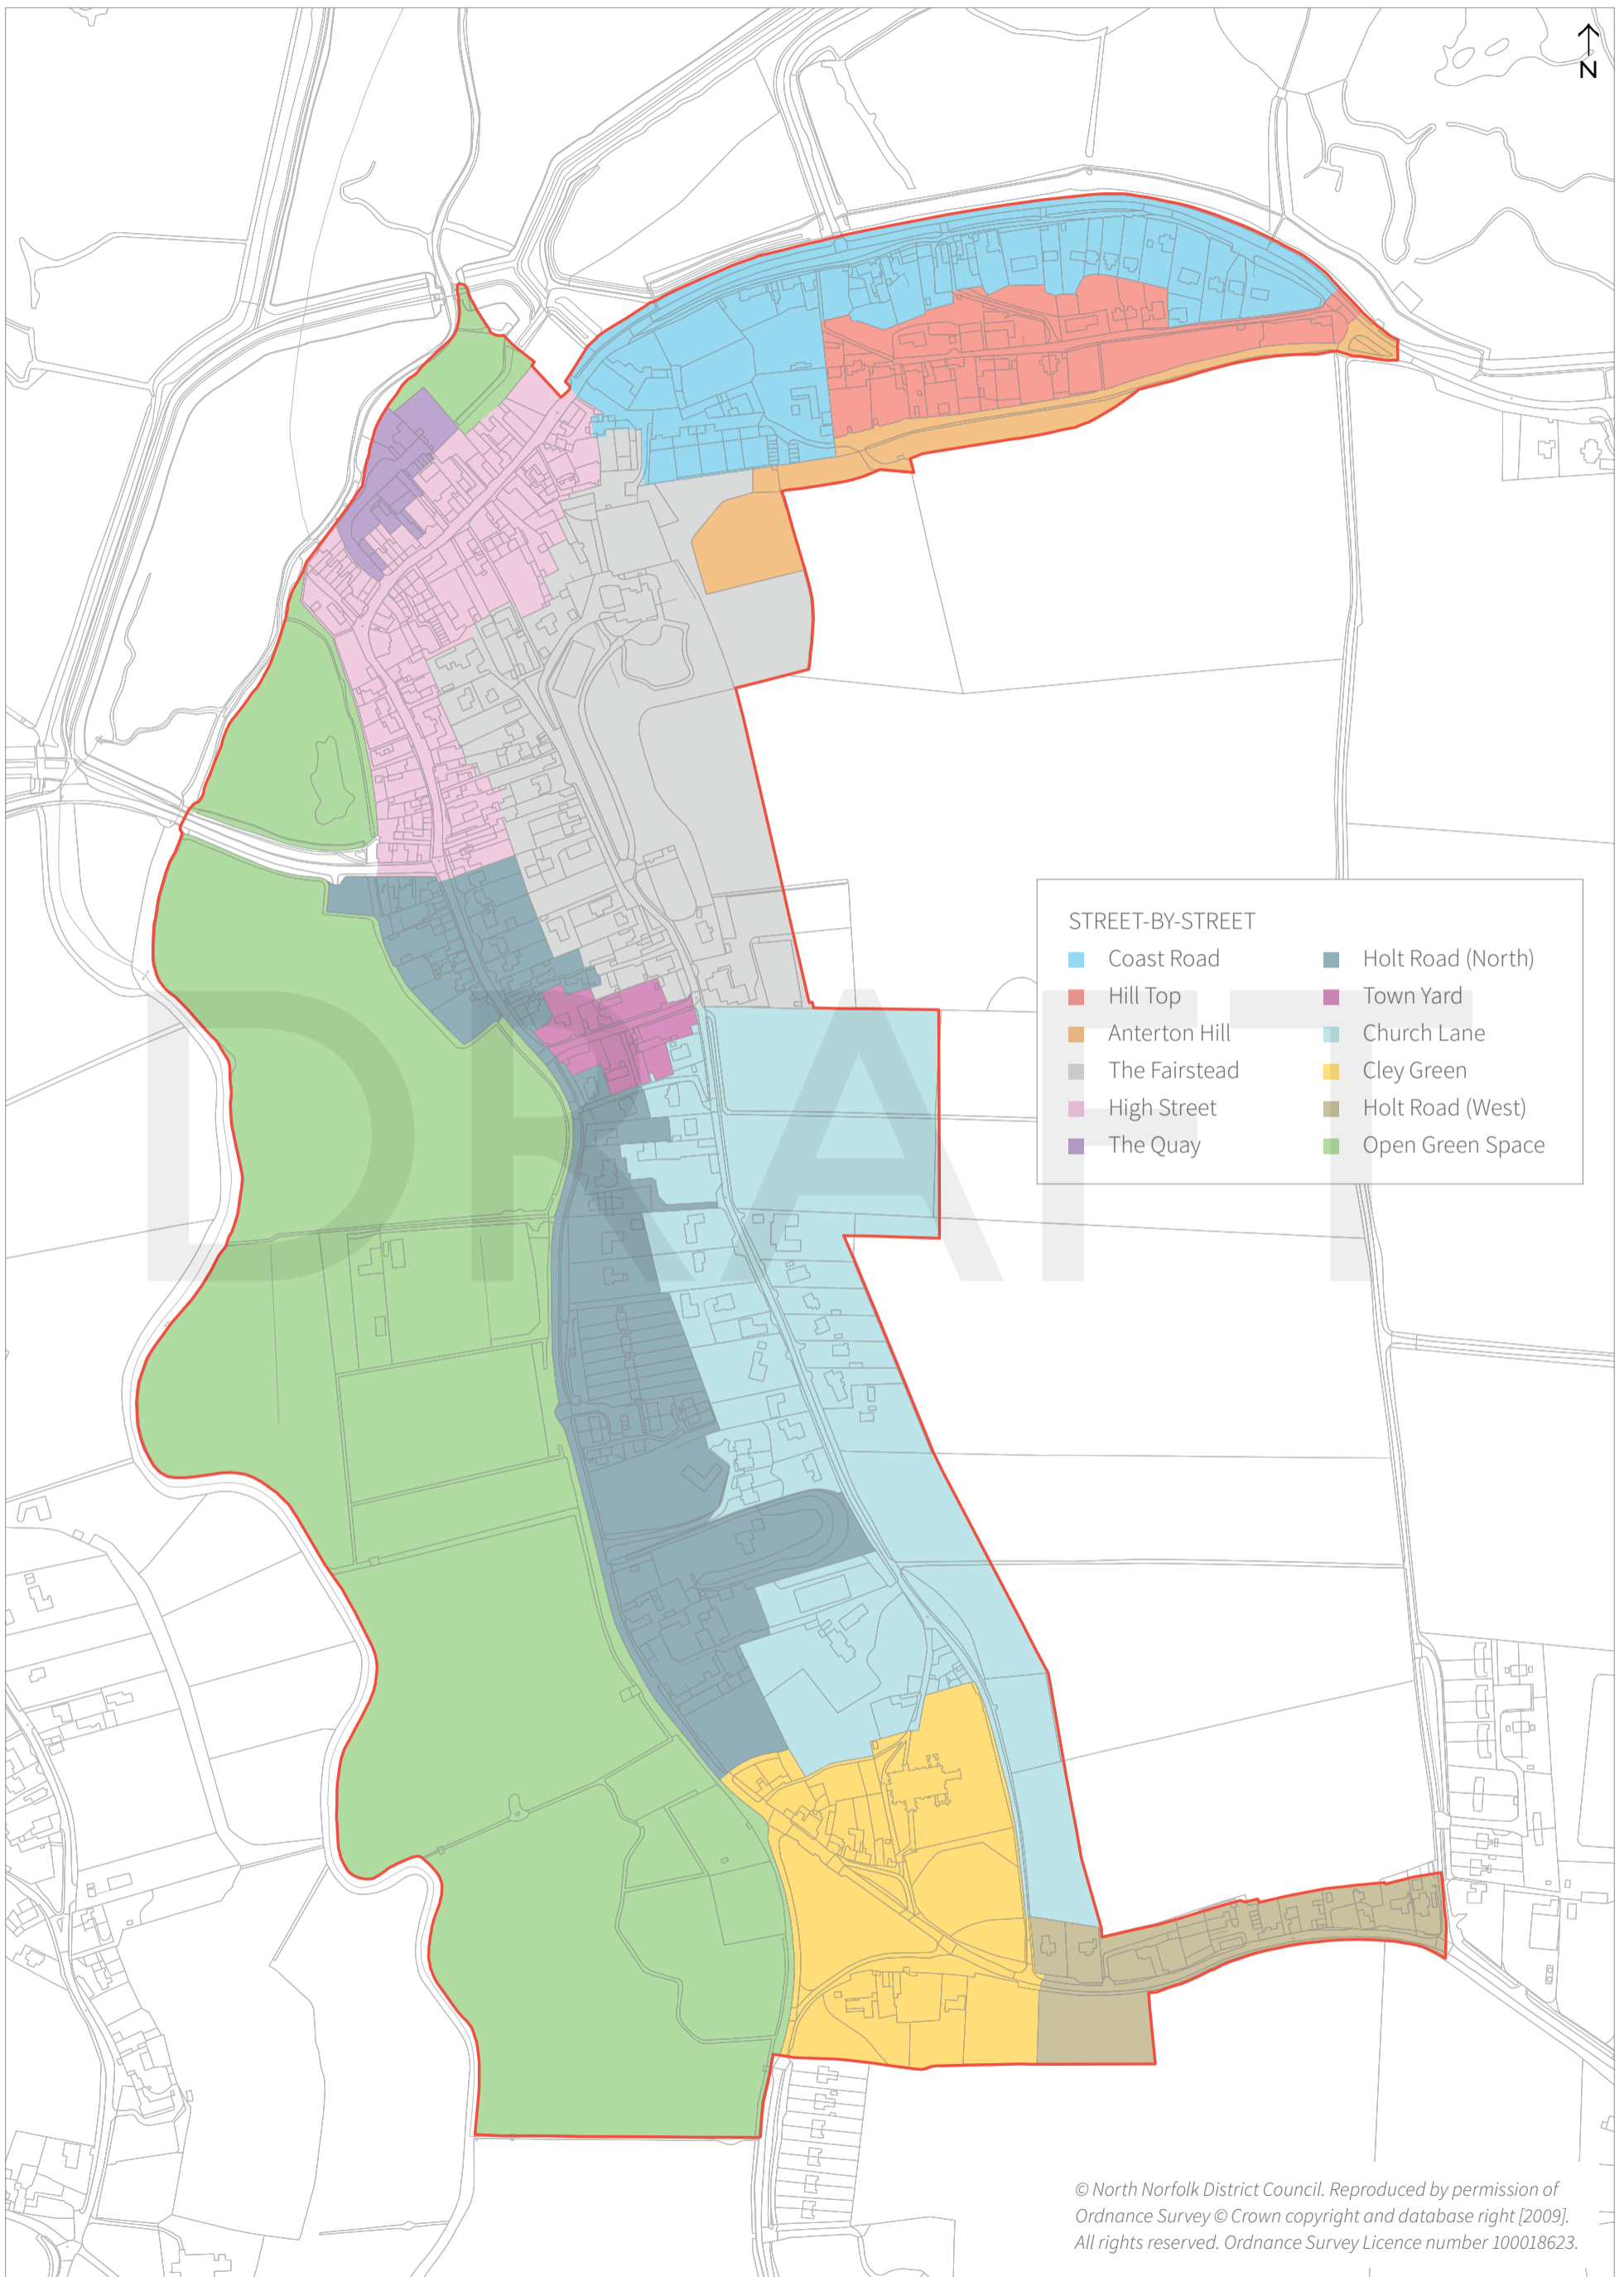 N
STREET-BY-STREET
Coast Road
Hill Top
Anterton Hill
The Fairstead
High Street
The Quay
Holt Road (North)
Town Yard
Church Lane
Cley Green
Holt Road (West)
Open Green Space
DRAFT
© North Norfolk District Council. Reproduced by permission of
Ordnance Survey © Crown copyright and database right [2009].
All rights reserved. Ordnance Survey Licence number 100018623.